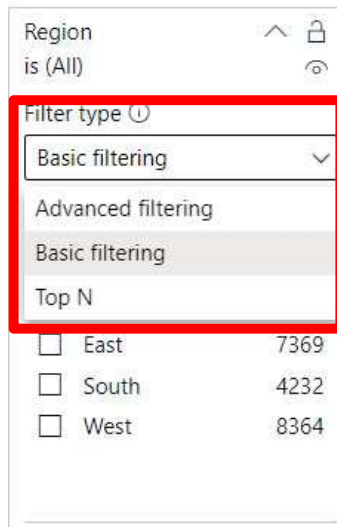 Region
is (All)
Filter type
Basic filtering
Advanced filtering
Basic filtering
Top N
East 7369
South 4232
West 8364